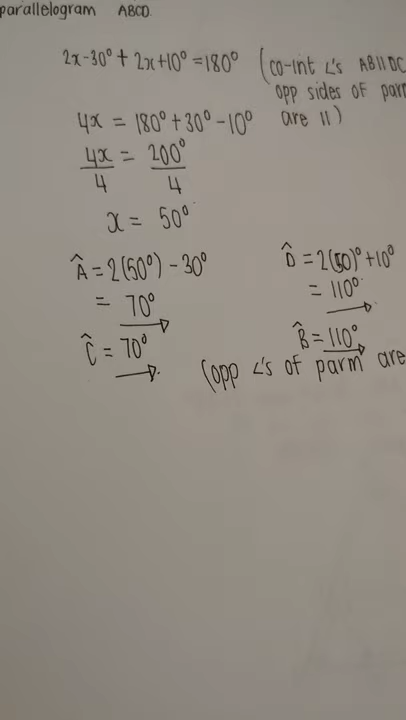 parallelogram ABCD.
2x-30° + 2x+10° = 180° (co-int ∠'s AB||DC
opp sides of par
are ||)
4x = 180° + 30° - 10°
4x/4 = 200°/4
x = 50°
Â = 2(50°) - 30°
= 70°
Ĉ = 70°
D̂ = 2(50)° + 10°
= 110°
B̂ = 110°
(opp ∠'s of parm are